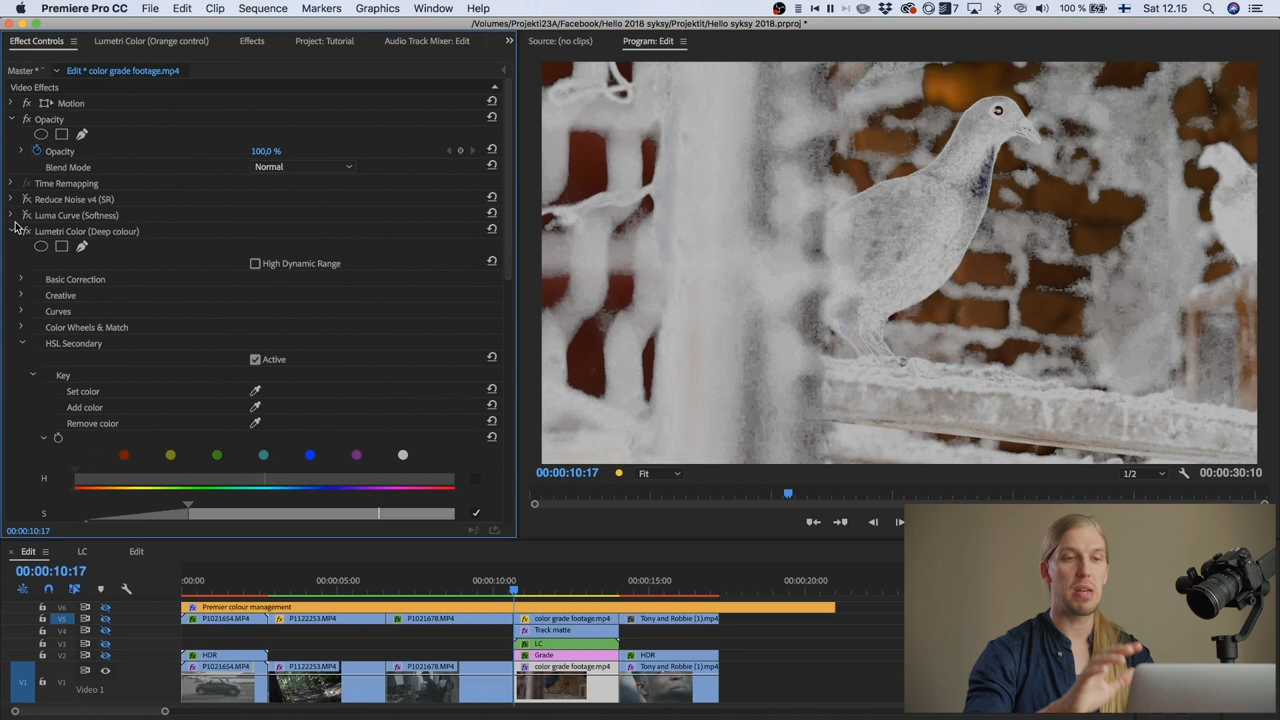 Premiere Pro CC File Edit Clip Sequence Markers Graphics Window Help 7 100 % Sat 12.15
/Volumes/Projekti23A/Facebook/Hello 2018 syksy/Projektit/Hello syksy 2018.prproj *
Effect Controls Lumetri Color (Orange control) Effects Project: Tutorial Audio Track Mixer: Edit
Source: (no clips) Program: Edit
Master * Edit * color grade footage.mp4
Video Effects
fx Motion
fx Opacity
Opacity 100,0 %
Blend Mode Normal
Time Remapping
fx Reduce Noise v4 (SR)
fx Luma Curve (Softness)
fx Lumetri Color (Deep colour)
High Dynamic Range
Basic Correction
Creative
Curves
Color Wheels & Match
HSL Secondary
Active
Key
Set color
Add color
Remove color
H
S
00:00:10:17
00:00:10:17 Fit 1/2 00:00:30:10
Edit LC Edit
00:00:10:17
:00:00 00:00:05:00 00:00:10:00 00:00:15:00 00:00:20:00
V6 Premier colour management
V5 P1021654.MP4 P1122253.MP4 P1021678.MP4 color grade footage.mp4 Tony and Robbie (1).mp4
V4 Track matte
V3 LC
V2 HDR Grade HDR
P1021654.MP4 P1122253.MP4 P1021678.MP4 color grade footage.mp4 Tony and Robbie (1).mp4
V1 V1 Video 1